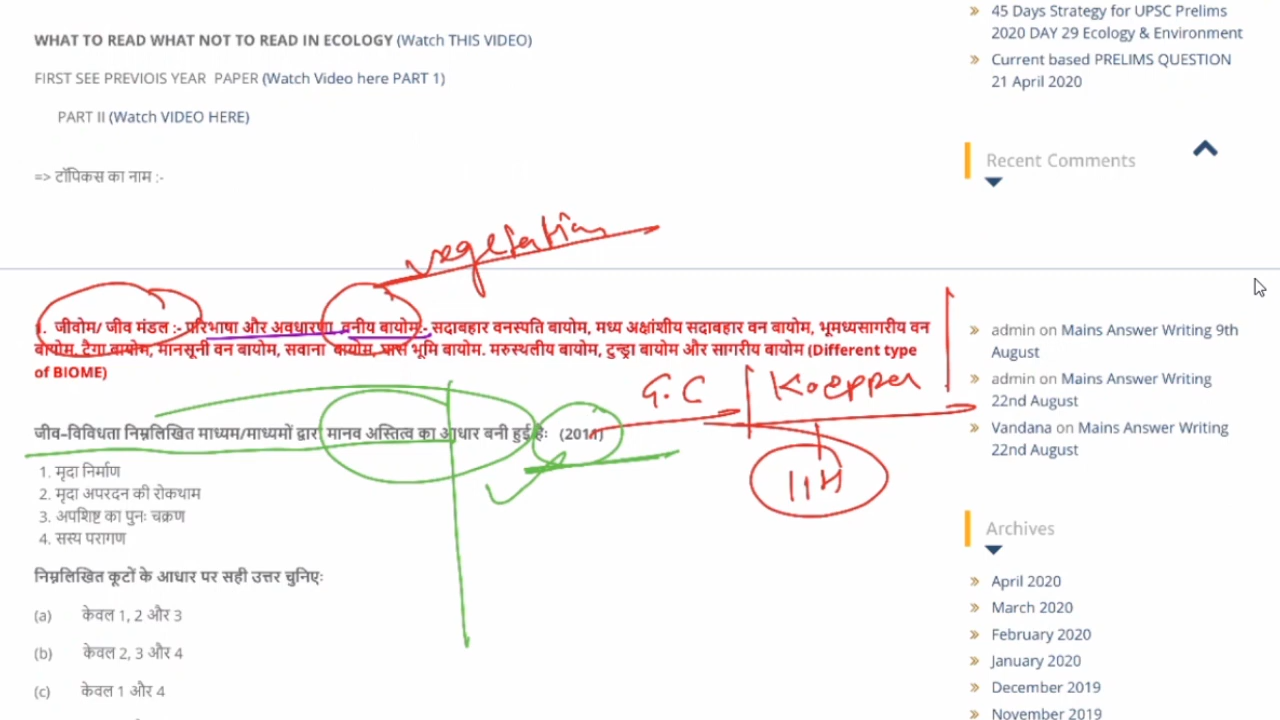 WHAT TO READ WHAT NOT TO READ IN ECOLOGY (Watch THIS VIDEO)
FIRST SEE PREVIOIS YEAR PAPER (Watch Video here PART 1)
PART II (Watch VIDEO HERE)
=> टॉपिकस का नाम :-
vegetation
1. जीवोम/ जीव मंडल :- परिभाषा और अवधारणा, वनीय बायोम:- सदाबहार वनस्पति बायोम, मध्य अक्षांशीय सदाबहार वन बायोम, भूमध्यसागरीय वन
बायोम, टैगा बायोम, मानसूनी वन बायोम, सवाना बायोम, घास भूमि बायोम. मरुस्थलीय बायोम, टुन्ड्रा बायोम और सागरीय बायोम (Different type
of BIOME)
G.C Koeppen
जीव–विविधता निम्नलिखित माध्यम/माध्यमों द्वारा मानव अस्तित्व का आधार बनी हुई हैः (2011)
1. मृदा निर्माण
2. मृदा अपरदन की रोकथाम
3. अपशिष्ट का पुनः चक्रण
4. सस्य परागण
निम्नलिखित कूटों के आधार पर सही उत्तर चुनिएः
(a) केवल 1, 2 और 3
(b) केवल 2, 3 और 4
(c) केवल 1 और 4
45 Days Strategy for UPSC Prelims
2020 DAY 29 Ecology & Environment
Current based PRELIMS QUESTION
21 April 2020
Recent Comments
admin on Mains Answer Writing 9th
August
admin on Mains Answer Writing
22nd August
Vandana on Mains Answer Writing
22nd August
Archives
April 2020
March 2020
February 2020
January 2020
December 2019
November 2019